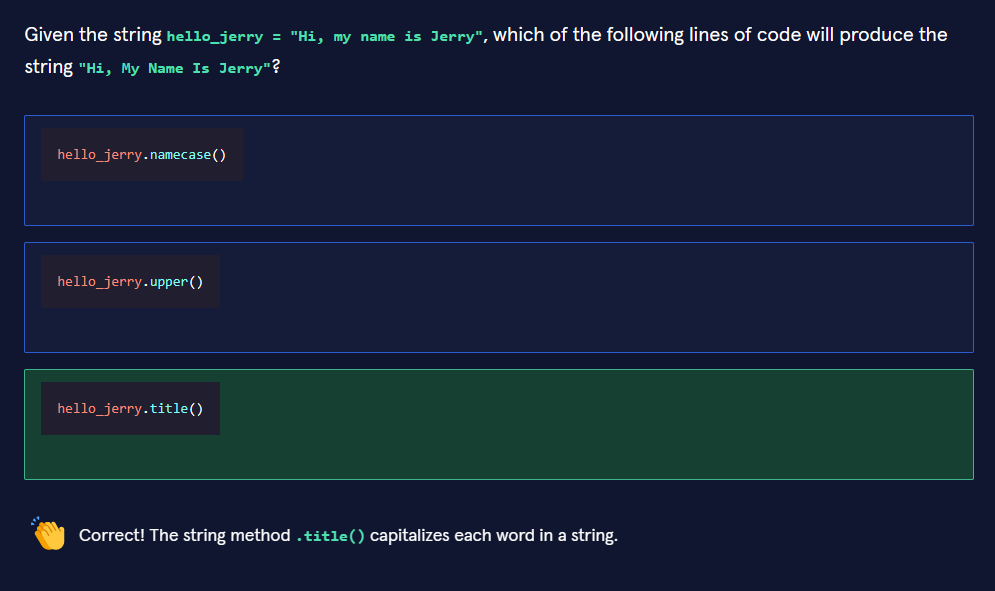 Given the string hello_jerry = "Hi, my name is Jerry", which of the following lines of code will produce the
string "Hi, My Name Is Jerry"?
hello_jerry.namecase()
hello_jerry.upper()
hello_jerry.title()
Correct! The string method .title() capitalizes each word in a string.